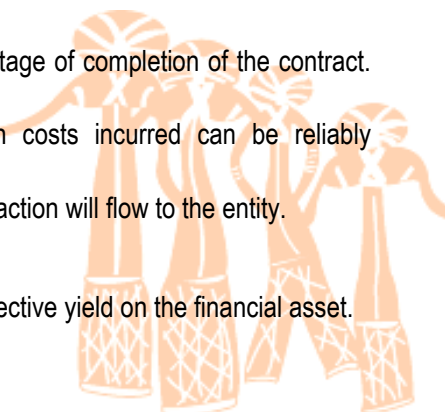 tage of completion of the contract.
costs incurred can be reliably
action will flow to the entity.
ective yield on the financial asset.